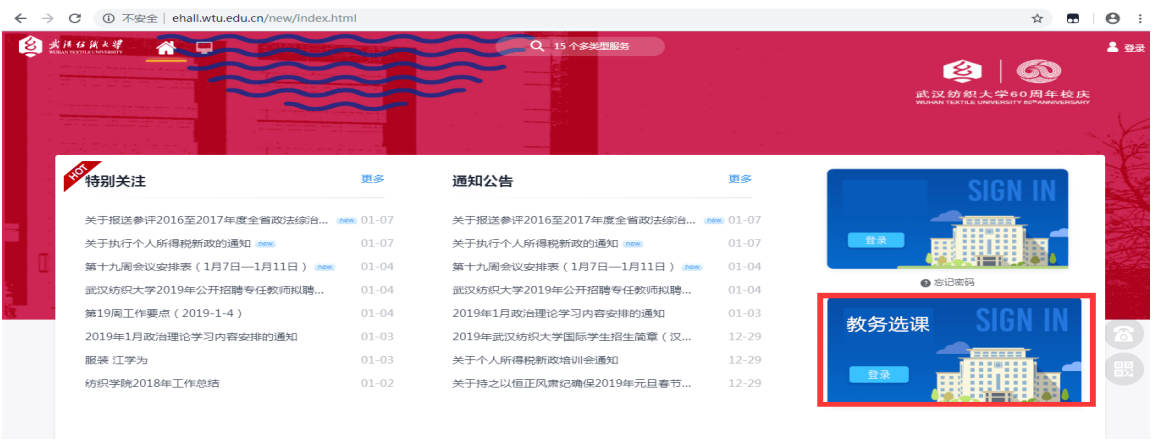 不安全 | ehall.wtu.edu.cn/new/index.html
武汉纺织大学
WUHAN TEXTILE UNIVERSITY
15 个多类型服务
登录
武汉纺织大学60周年校庆
WUHAN TEXTILE UNIVERSITY 60thANNIVERSARY
HOT
特别关注 更多
关于报送参评2016至2017年度全省政法综治... new 01-07
关于执行个人所得税新政的通知 new 01-07
第十九周会议安排表(1月7日—1月11日) new 01-04
武汉纺织大学2019年公开招聘专任教师拟聘... 01-04
第19周工作要点(2019-1-4) 01-04
2019年1月政治理论学习内容安排的通知 01-03
服装 江学为 01-03
纺织学院2018年工作总结 01-02
通知公告 更多
关于报送参评2016至2017年度全省政法综治... new 01-07
关于执行个人所得税新政的通知 new 01-07
第十九周会议安排表(1月7日—1月11日) new 01-04
武汉纺织大学2019年公开招聘专任教师拟聘... 01-04
2019年1月政治理论学习内容安排的通知 01-03
2019年武汉纺织大学国际学生招生简章(汉... 12-29
关于个人所得税新政培训会通知 12-29
关于持之以恒正风肃纪确保2019年元旦春节... 12-29
SIGN IN
登录
忘记密码
教务选课 SIGN IN
登录